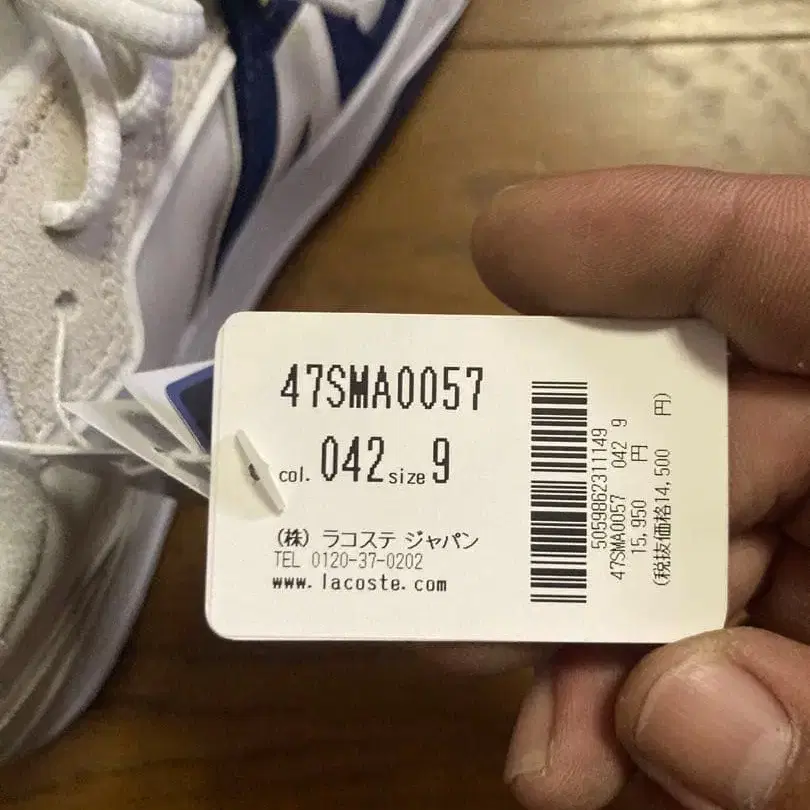 47SMA0057
col. 042 size 9
(株) ラコステ ジャパン
TEL 0120-37-0202
www.lacoste.com
5059862311149
47SMA0057 042 9
15,950 円
(税抜価格14,500 円)